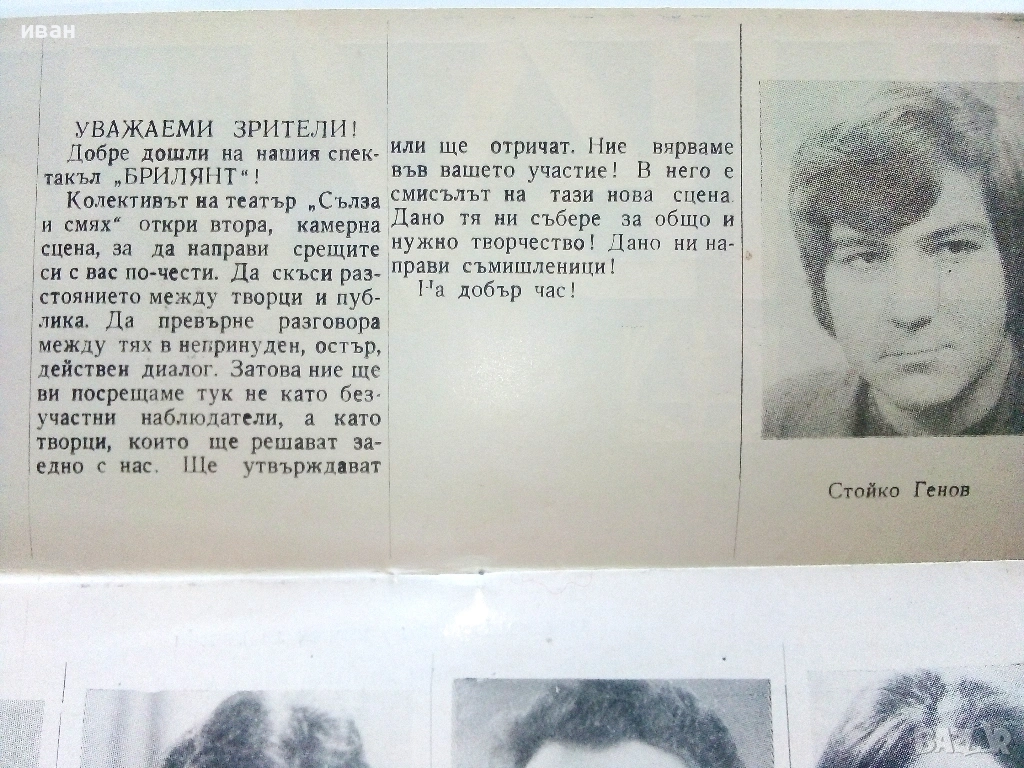 иван
УВАЖАЕМИ ЗРИТЕЛИ!
Добре дошли на нашия спек-
такъл „БРИЛЯНТ“!
Колективът на театър „Сълза
и смях“ откри втора, камерна
сцена, за да направи срещите
си с вас по-чести. Да скъси раз-
стоянието между творци и пуб-
лика. Да превърне разговора
между тях в непринуден, остър,
действен диалог. Затова ние ще
ви посрещаме тук не като без-
участни наблюдатели, а като
творци, които ще решават за-
едно с нас. Ще утвърждават
или ще отричат. Ние вярваме
във вашето участие! В него е
смисълът на тази нова сцена.
Дано тя ни събере за общо и
нужно творчество! Дано ни на-
прави съмишленици!
На добър час!
Стойко Генов
BAZAR